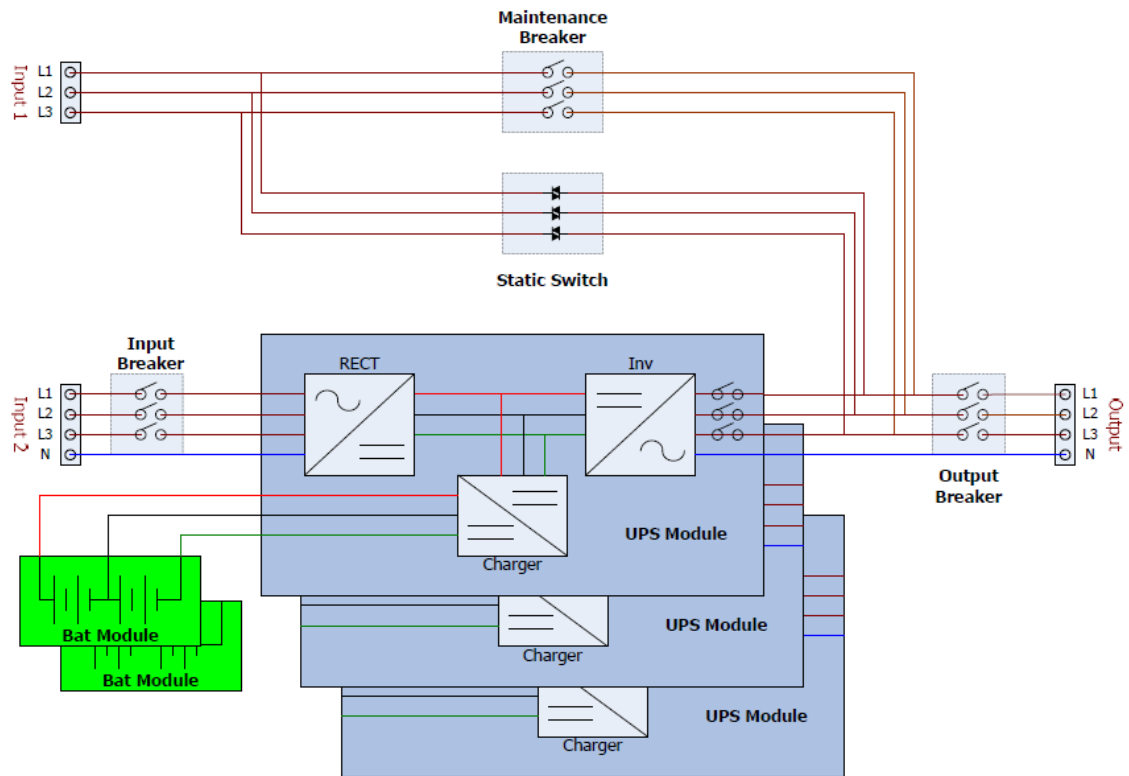 Maintenance
Breaker
Input 1
L1
L2
L3
Static Switch
Input
Breaker
Input 2
L1
L2
L3
N
RECT
Inv
Charger
UPS Module
Output
Breaker
L1
L2
L3
N
Output
Bat Module
Bat Module
Charger
UPS Module
Charger
UPS Module